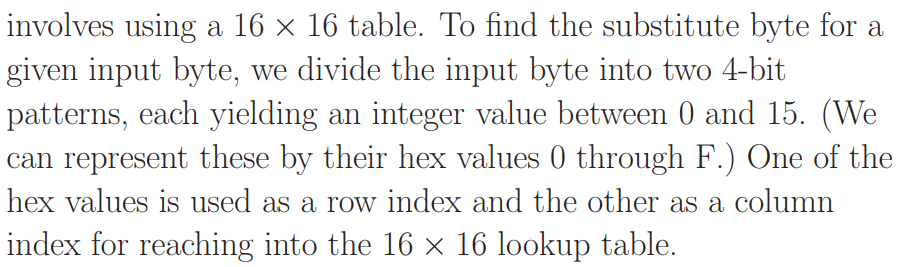 involves using a 16 × 16 table. To find the substitute byte for a
given input byte, we divide the input byte into two 4-bit
patterns, each yielding an integer value between 0 and 15. (We
can represent these by their hex values 0 through F.) One of the
hex values is used as a row index and the other as a column
index for reaching into the 16 × 16 lookup table.